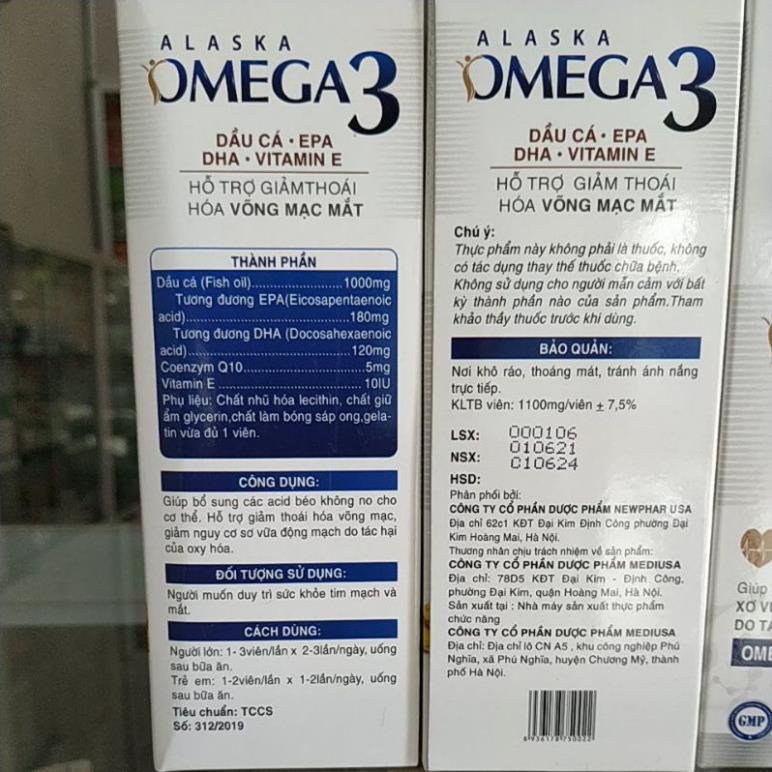 ALASKA
OMEGA3
DẦU CÁ • EPA
DHA • VITAMIN E
HỖ TRỢ GIẢMTHOÁI
HÓA VÕNG MẠC MẮT
THÀNH PHẦN
Dầu cá (Fish oil)..........................1000mg
Tương đương EPA(Eicosapentaenoic
acid)..............................................180mg
Tương đương DHA (Docosahexaenoic
acid)..............................................120mg
Coenzym Q10....................................5mg
Vitamin E..........................................10IU
Phụ liệu: Chất nhũ hóa lecithin, chất giữ
ẩm glycerin,chất làm bóng sáp ong,gela-
tin vừa đủ 1 viên.
CÔNG DỤNG:
Giúp bổ sung các acid béo không no cho
cơ thể. Hỗ trợ giảm thoái hóa võng mạc,
giảm nguy cơ sơ vữa động mạch do tác hại
của oxy hóa.
ĐỐI TƯỢNG SỬ DỤNG:
Người muốn duy trì sức khỏe tim mạch và
mắt.
CÁCH DÙNG:
Người lớn: 1- 3viên/lần x 2-3lần/ngày, uống
sau bữa ăn.
Trẻ em: 1-2viên/lần x 1-2lần/ngày, uống
sau bữa ăn.
Tiêu chuẩn: TCCS
Số: 312/2019
ALASKA
OMEGA3
DẦU CÁ • EPA
DHA • VITAMIN E
HỖ TRỢ GIẢM THOÁI
HÓA VÕNG MẠC MẮT
Chú ý:
Thực phẩm này không phải là thuốc, không
có tác dụng thay thế thuốc chữa bệnh.
Không sử dụng cho người mẫn cảm với bất
kỳ thành phần nào của sản phẩm.Tham
khảo thầy thuốc trước khi dùng.
BẢO QUẢN:
Nơi khô ráo, thoáng mát, tránh ánh nắng
trực tiếp.
KLTB viên: 1100mg/viên ± 7,5%
LSX: 000106
NSX: 010621
HSD: 010624
Phân phối bởi:
CÔNG TY CỔ PHẦN DƯỢC PHẨM NEWPHAR USA
Địa chỉ 62c1 KĐT Đại Kim Định Công phường Đại
Kim Hoàng Mai, Hà Nội.
Thương nhân chịu trách nhiệm về sản phẩm:
CÔNG TY CỔ PHẦN DƯỢC PHẨM MEDIUSA
Địa chỉ: 78D5 KĐT Đại Kim - Định Công,
phường Đại Kim, quận Hoàng Mai, Hà Nội.
Sản xuất tại : Nhà máy sản xuất thực phẩm
chức năng
CÔNG TY CỔ PHẦN DƯỢC PHẨM MEDIUSA
Địa chỉ: Địa chỉ lô CN A5 , khu công nghiệp Phú
Nghĩa, xã Phú Nghĩa, huyện Chương Mỹ, thành
phố Hà Nội.
8 936178 750022
Giúp
XƠ
DO
GMP